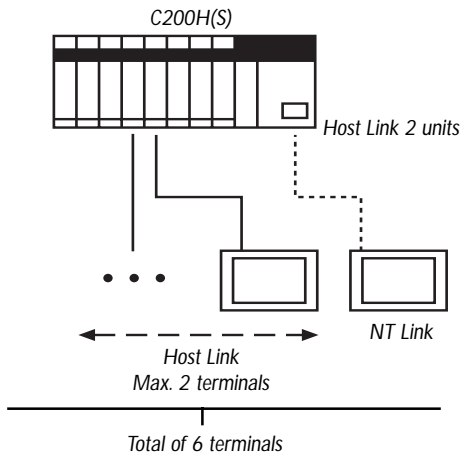 C200H(S)
Host Link 2 units
NT Link
Host Link
Max. 2 terminals
Total of 6 terminals